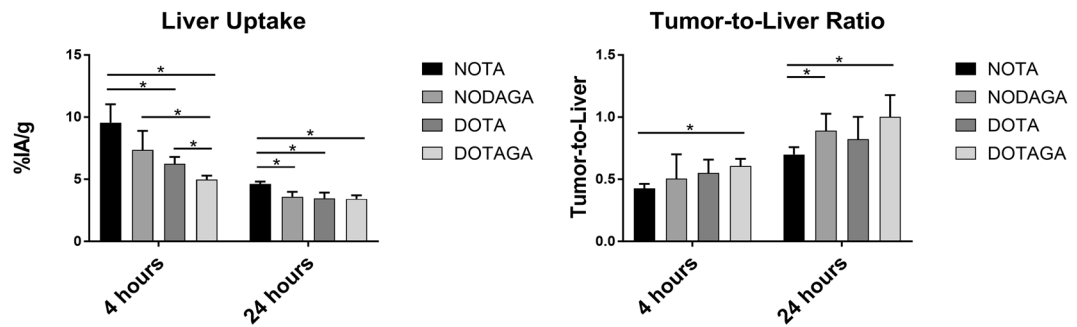 Liver Uptake
%IA/g
15
10
5
0
*
*
*
*
*
*
*
4 hours
24 hours
NOTA
NODAGA
DOTA
DOTAGA
Tumor-to-Liver Ratio
Tumor-to-Liver
1.5
1.0
0.5
0.0
*
*
*
4 hours
24 hours
NOTA
NODAGA
DOTA
DOTAGA